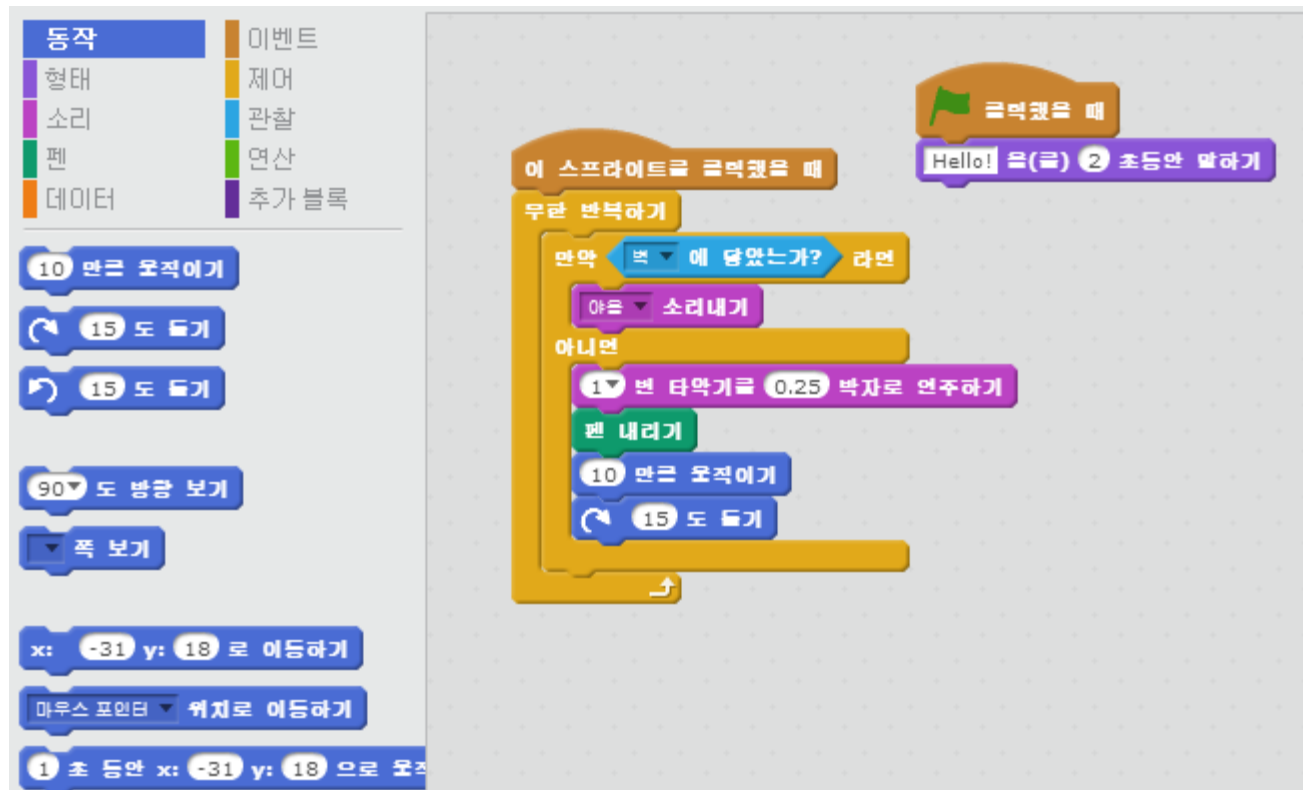 동작 이벤트
형태 제어
소리 관찰
펜 연산
데이터 추가 블록
10 만큼 움직이기
15 도 돌기
15 도 돌기
90 도 방향 보기
쪽 보기
x: -31 y: 18 로 이동하기
마우스 포인터 위치로 이동하기
1 초 동안 x: -31 y: 18 으로
이 스프라이트를 클릭했을 때
무한 반복하기
만약 벽 에 닿았는가? 라면
야옹 소리내기
아니면
1 번 타악기를 0.25 박자로 연주하기
펜 내리기
10 만큼 움직이기
15 도 돌기
클릭했을 때
Hello! 을(를) 2 초동안 말하기